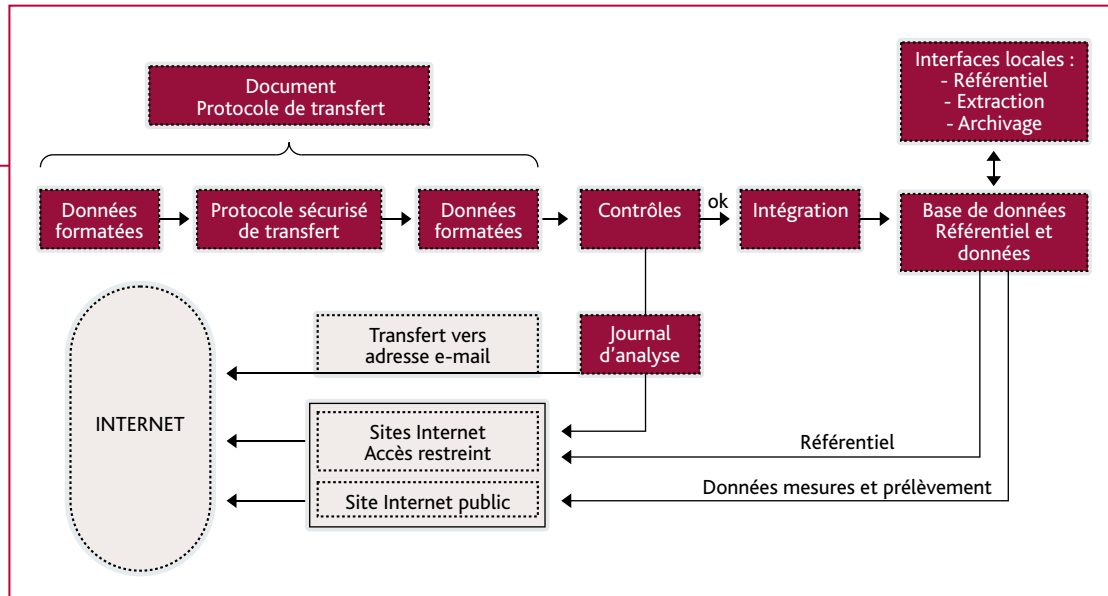 Document
Protocole de transfert
Interfaces locales :
- Référentiel
- Extraction
- Archivage
Données
formatées
Protocole sécurisé
de transfert
Données
formatées
Contrôles
ok
Intégration
Base de données
Référentiel et
données
Transfert vers
adresse e-mail
Journal
d'analyse
INTERNET
Sites Internet
Accès restreint
Référentiel
Site Internet public
Données mesures et prélèvement